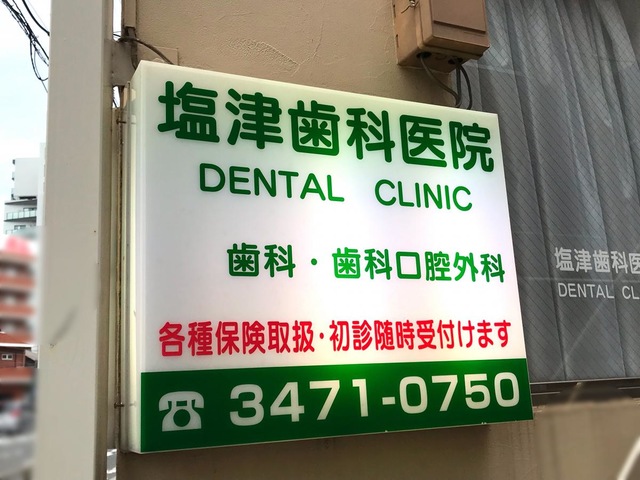 塩津歯科医院
DENTAL CLINIC
歯科・歯科口腔外科
各種保険取扱・初診随時受付けます
☎ 3471-0750
塩津歯科医
DENTAL CL